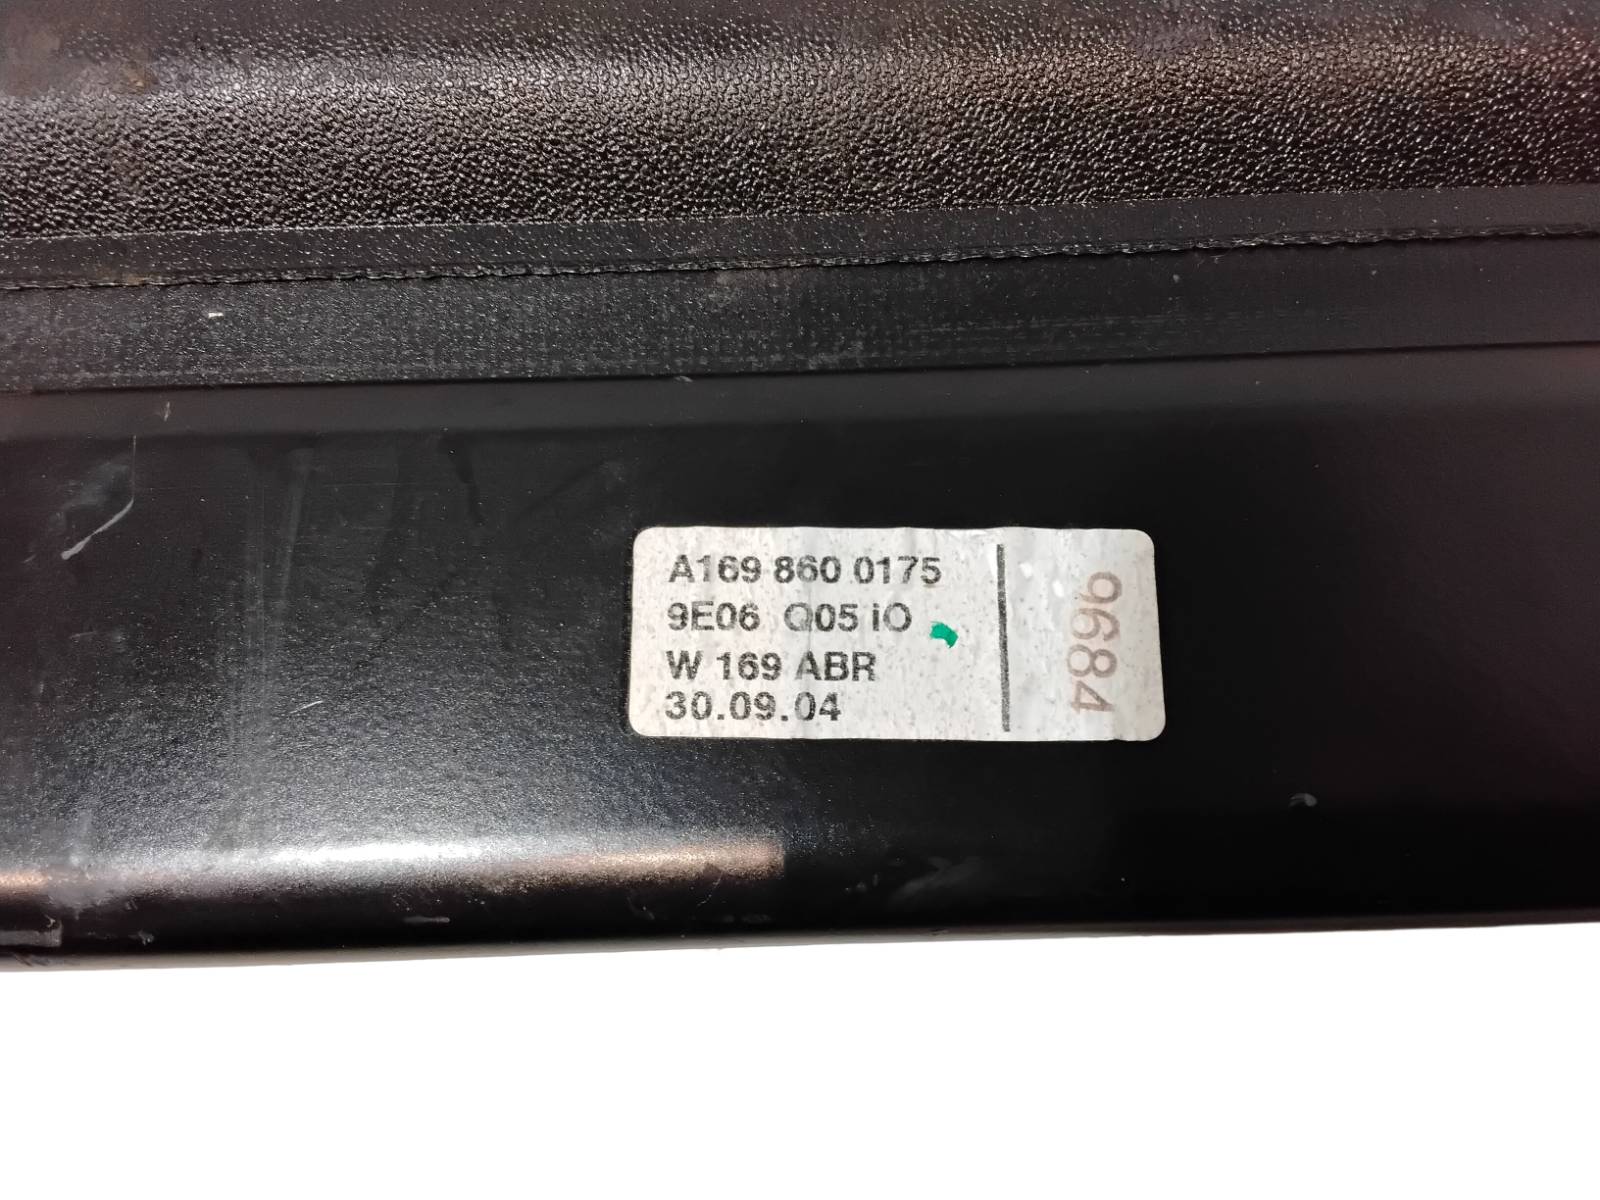 A169 860 0175
9E06 Q05 iO
W 169 ABR
30.09.04
9684